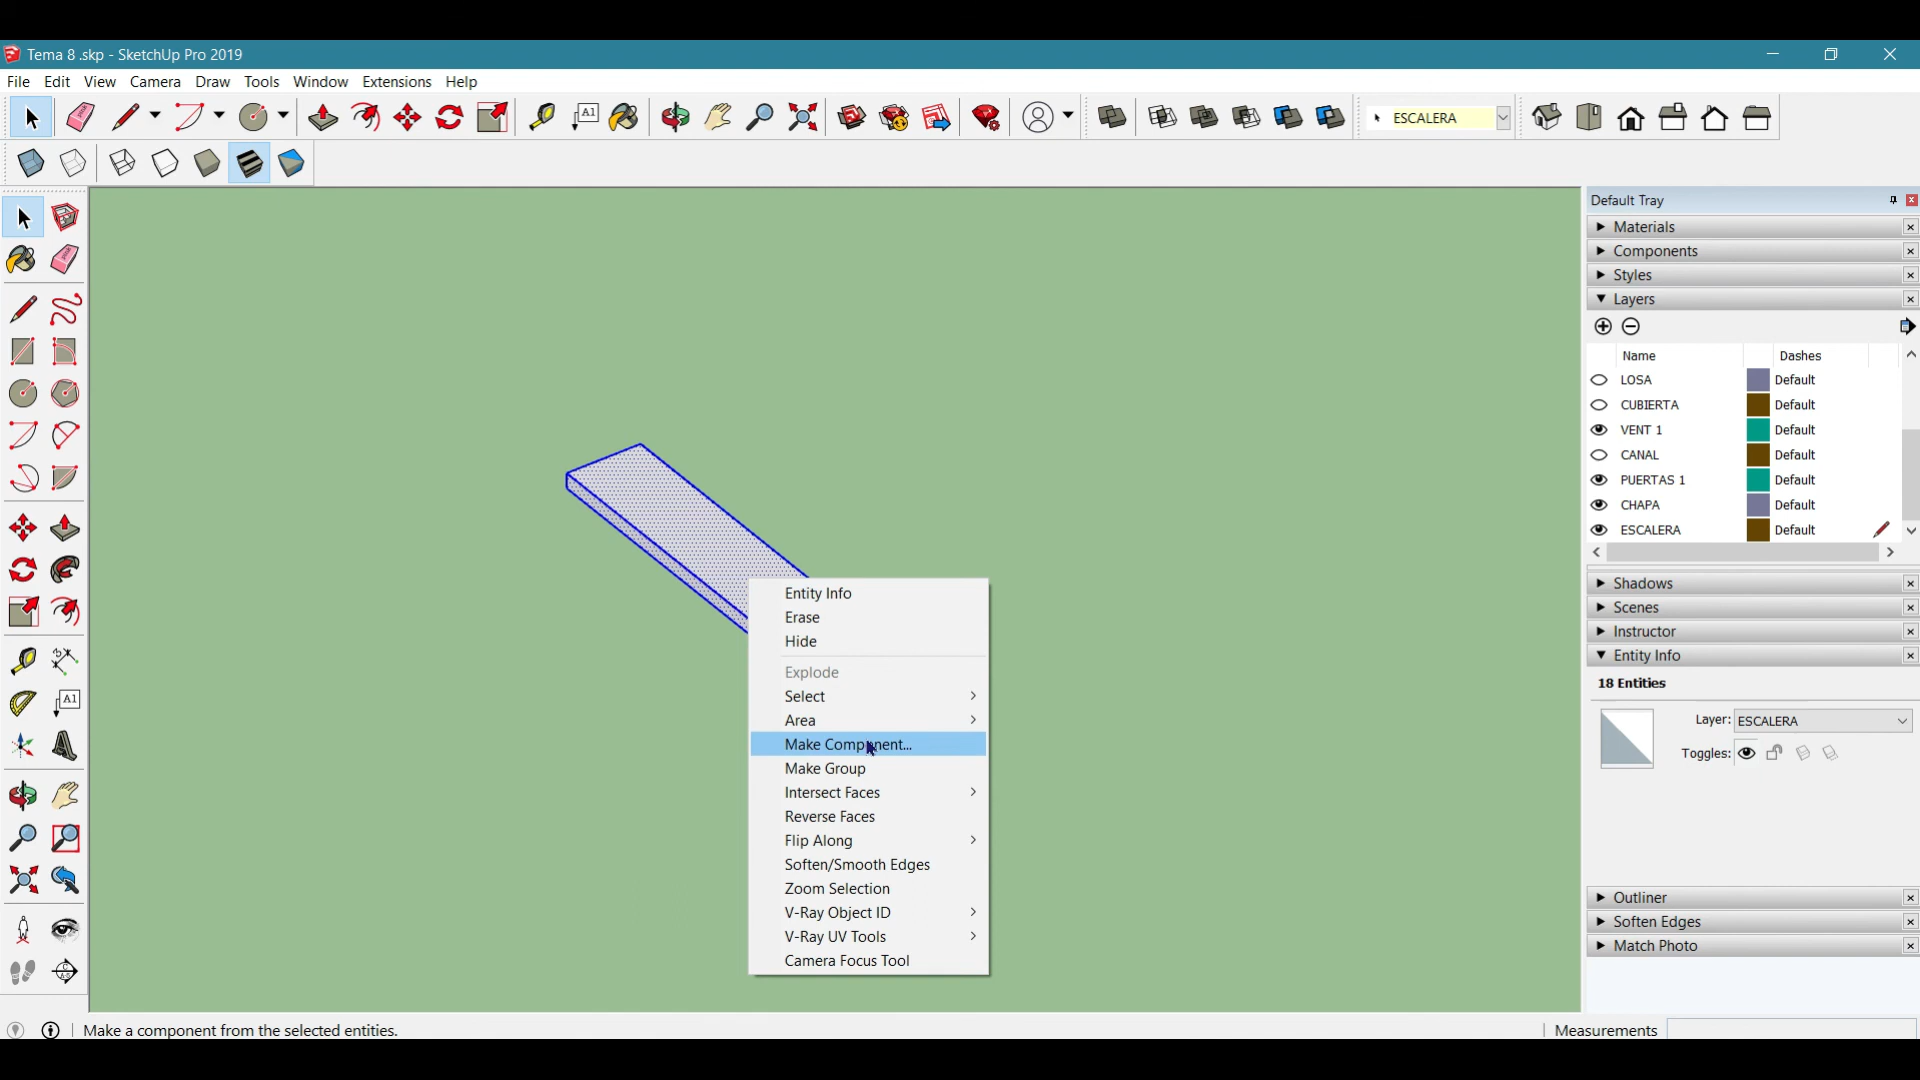 Tema 8 .skp - SketchUp Pro 2019
File Edit View Camera Draw Tools Window Extensions Help
A1
ESCALERA
Default Tray
Materials
Components
Styles
Layers
Name Dashes
LOSA Default
CUBIERTA Default
VENT 1 Default
CANAL Default
PUERTAS 1 Default
CHAPA Default
ESCALERA Default
Shadows
Scenes
Instructor
Entity Info
18 Entities
Layer: ESCALERA
Toggles:
Outliner
Soften Edges
Match Photo
A1
Entity Info
Erase
Hide
Explode
Select
Area
Make Component...
Make Group
Intersect Faces
Reverse Faces
Flip Along
Soften/Smooth Edges
Zoom Selection
V-Ray Object ID
V-Ray UV Tools
Camera Focus Tool
Make a component from the selected entities.
Measurements